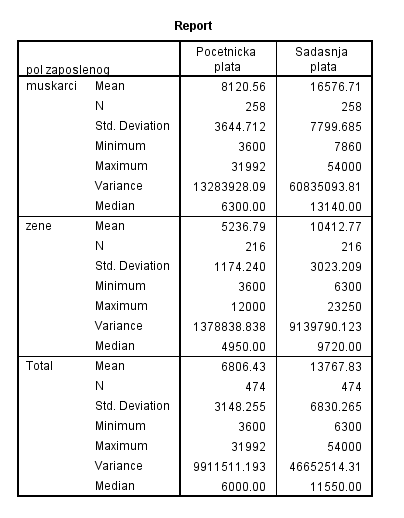 Report
pol zaposlenog Pocetnicka plata Sadasnja plata
muskarci Mean 8120.56 16576.71
N 258 258
Std. Deviation 3644.712 7799.685
Minimum 3600 7860
Maximum 31992 54000
Variance 13283928.09 60835093.81
Median 6300.00 13140.00
zene Mean 5236.79 10412.77
N 216 216
Std. Deviation 1174.240 3023.209
Minimum 3600 6300
Maximum 12000 23250
Variance 1378838.838 9139790.123
Median 4950.00 9720.00
Total Mean 6806.43 13767.83
N 474 474
Std. Deviation 3148.255 6830.265
Minimum 3600 6300
Maximum 31992 54000
Variance 9911511.193 46652514.31
Median 6000.00 11550.00